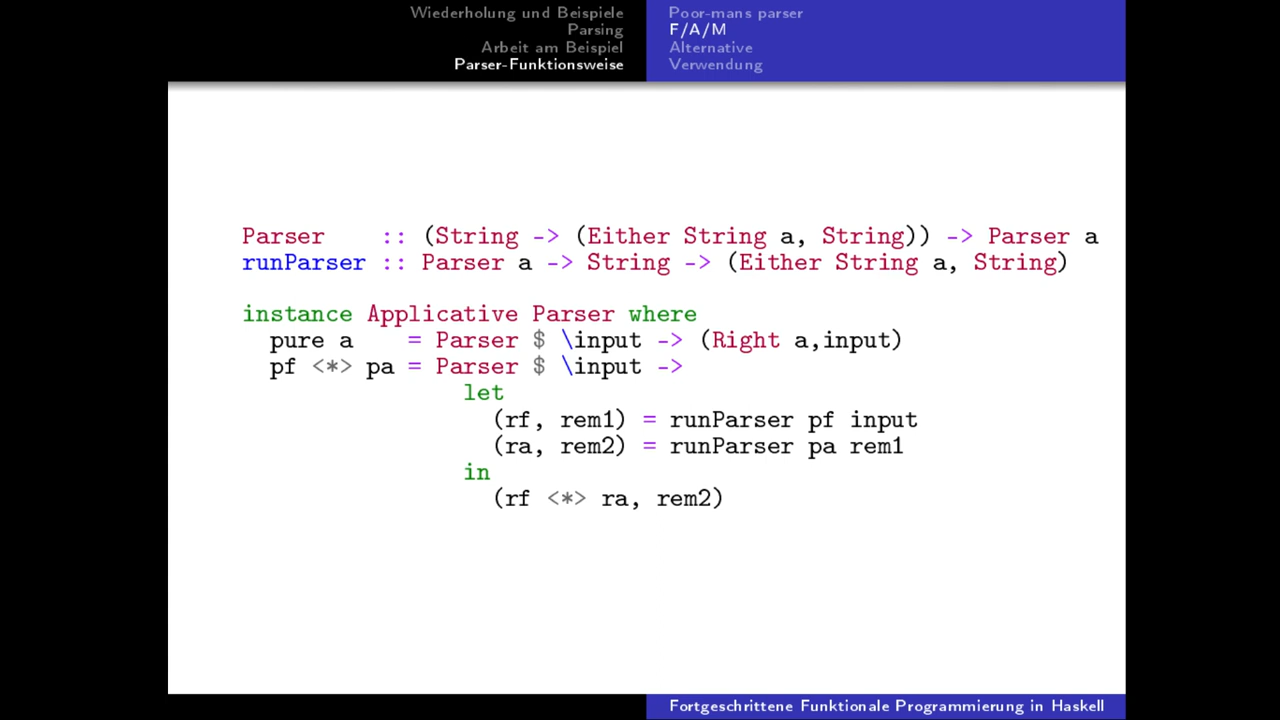 Wiederholung und Beispiele
Parsing
Arbeit am Beispiel
Parser-Funktionsweise
Poor-mans parser
F/A/M
Alternative
Verwendung
Parser    :: (String -> (Either String a, String)) -> Parser a
runParser :: Parser a -> String -> (Either String a, String)
instance Applicative Parser where
  pure a    = Parser $ \input -> (Right a,input)
  pf <*> pa = Parser $ \input ->
                let
                  (rf, rem1) = runParser pf input
                  (ra, rem2) = runParser pa rem1
                in
                  (rf <*> ra, rem2)
Fortgeschrittene Funktionale Programmierung in Haskell